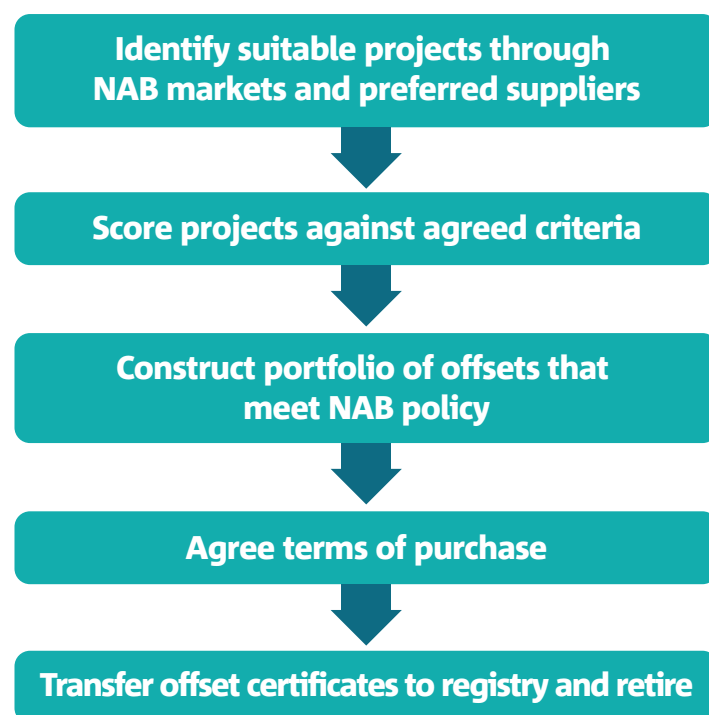 Identify suitable projects through
NAB markets and preferred suppliers
Score projects against agreed criteria
Construct portfolio of offsets that
meet NAB policy
Agree terms of purchase
Transfer offset certificates to registry and retire